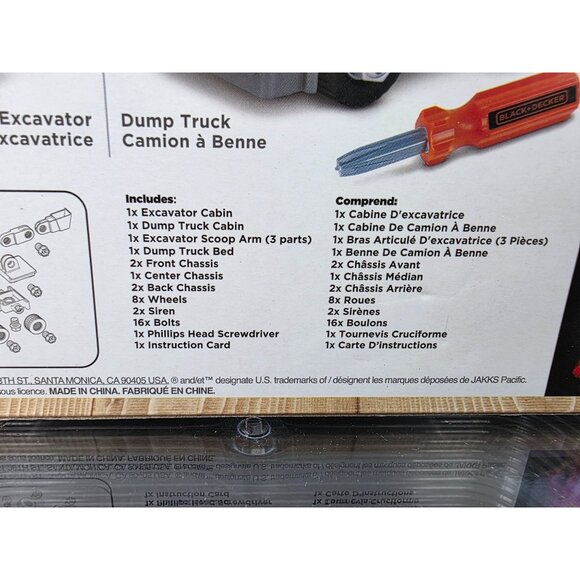 Excavator
xcavatrice
Dump Truck
Camion à Benne
BLACK+DECKER
Includes:
1x Excavator Cabin
1x Dump Truck Cabin
1x Excavator Scoop Arm (3 parts)
1x Dump Truck Bed
2x Front Chassis
1x Center Chassis
2x Back Chassis
8x Wheels
2x Siren
16x Bolts
1x Phillips Head Screwdriver
1x Instruction Card
Comprend:
1x Cabine D'excavatrice
1x Cabine De Camion À Benne
1x Bras Articulé D'excavatrice (3 Pièces)
1x Benne De Camion À Benne
2x Châssis Avant
1x Châssis Médian
2x Châssis Arrière
8x Roues
2x Sirènes
16x Boulons
1x Tournevis Cruciforme
1x Carte D'instructions
8TH ST., SANTA MONICA, CA 90405 USA. ® and/et™ designate U.S. trademarks of / désignent les marques déposées de JAKKS Pacific.
sous licence. MADE IN CHINA. FABRIQUÉ EN CHINE.